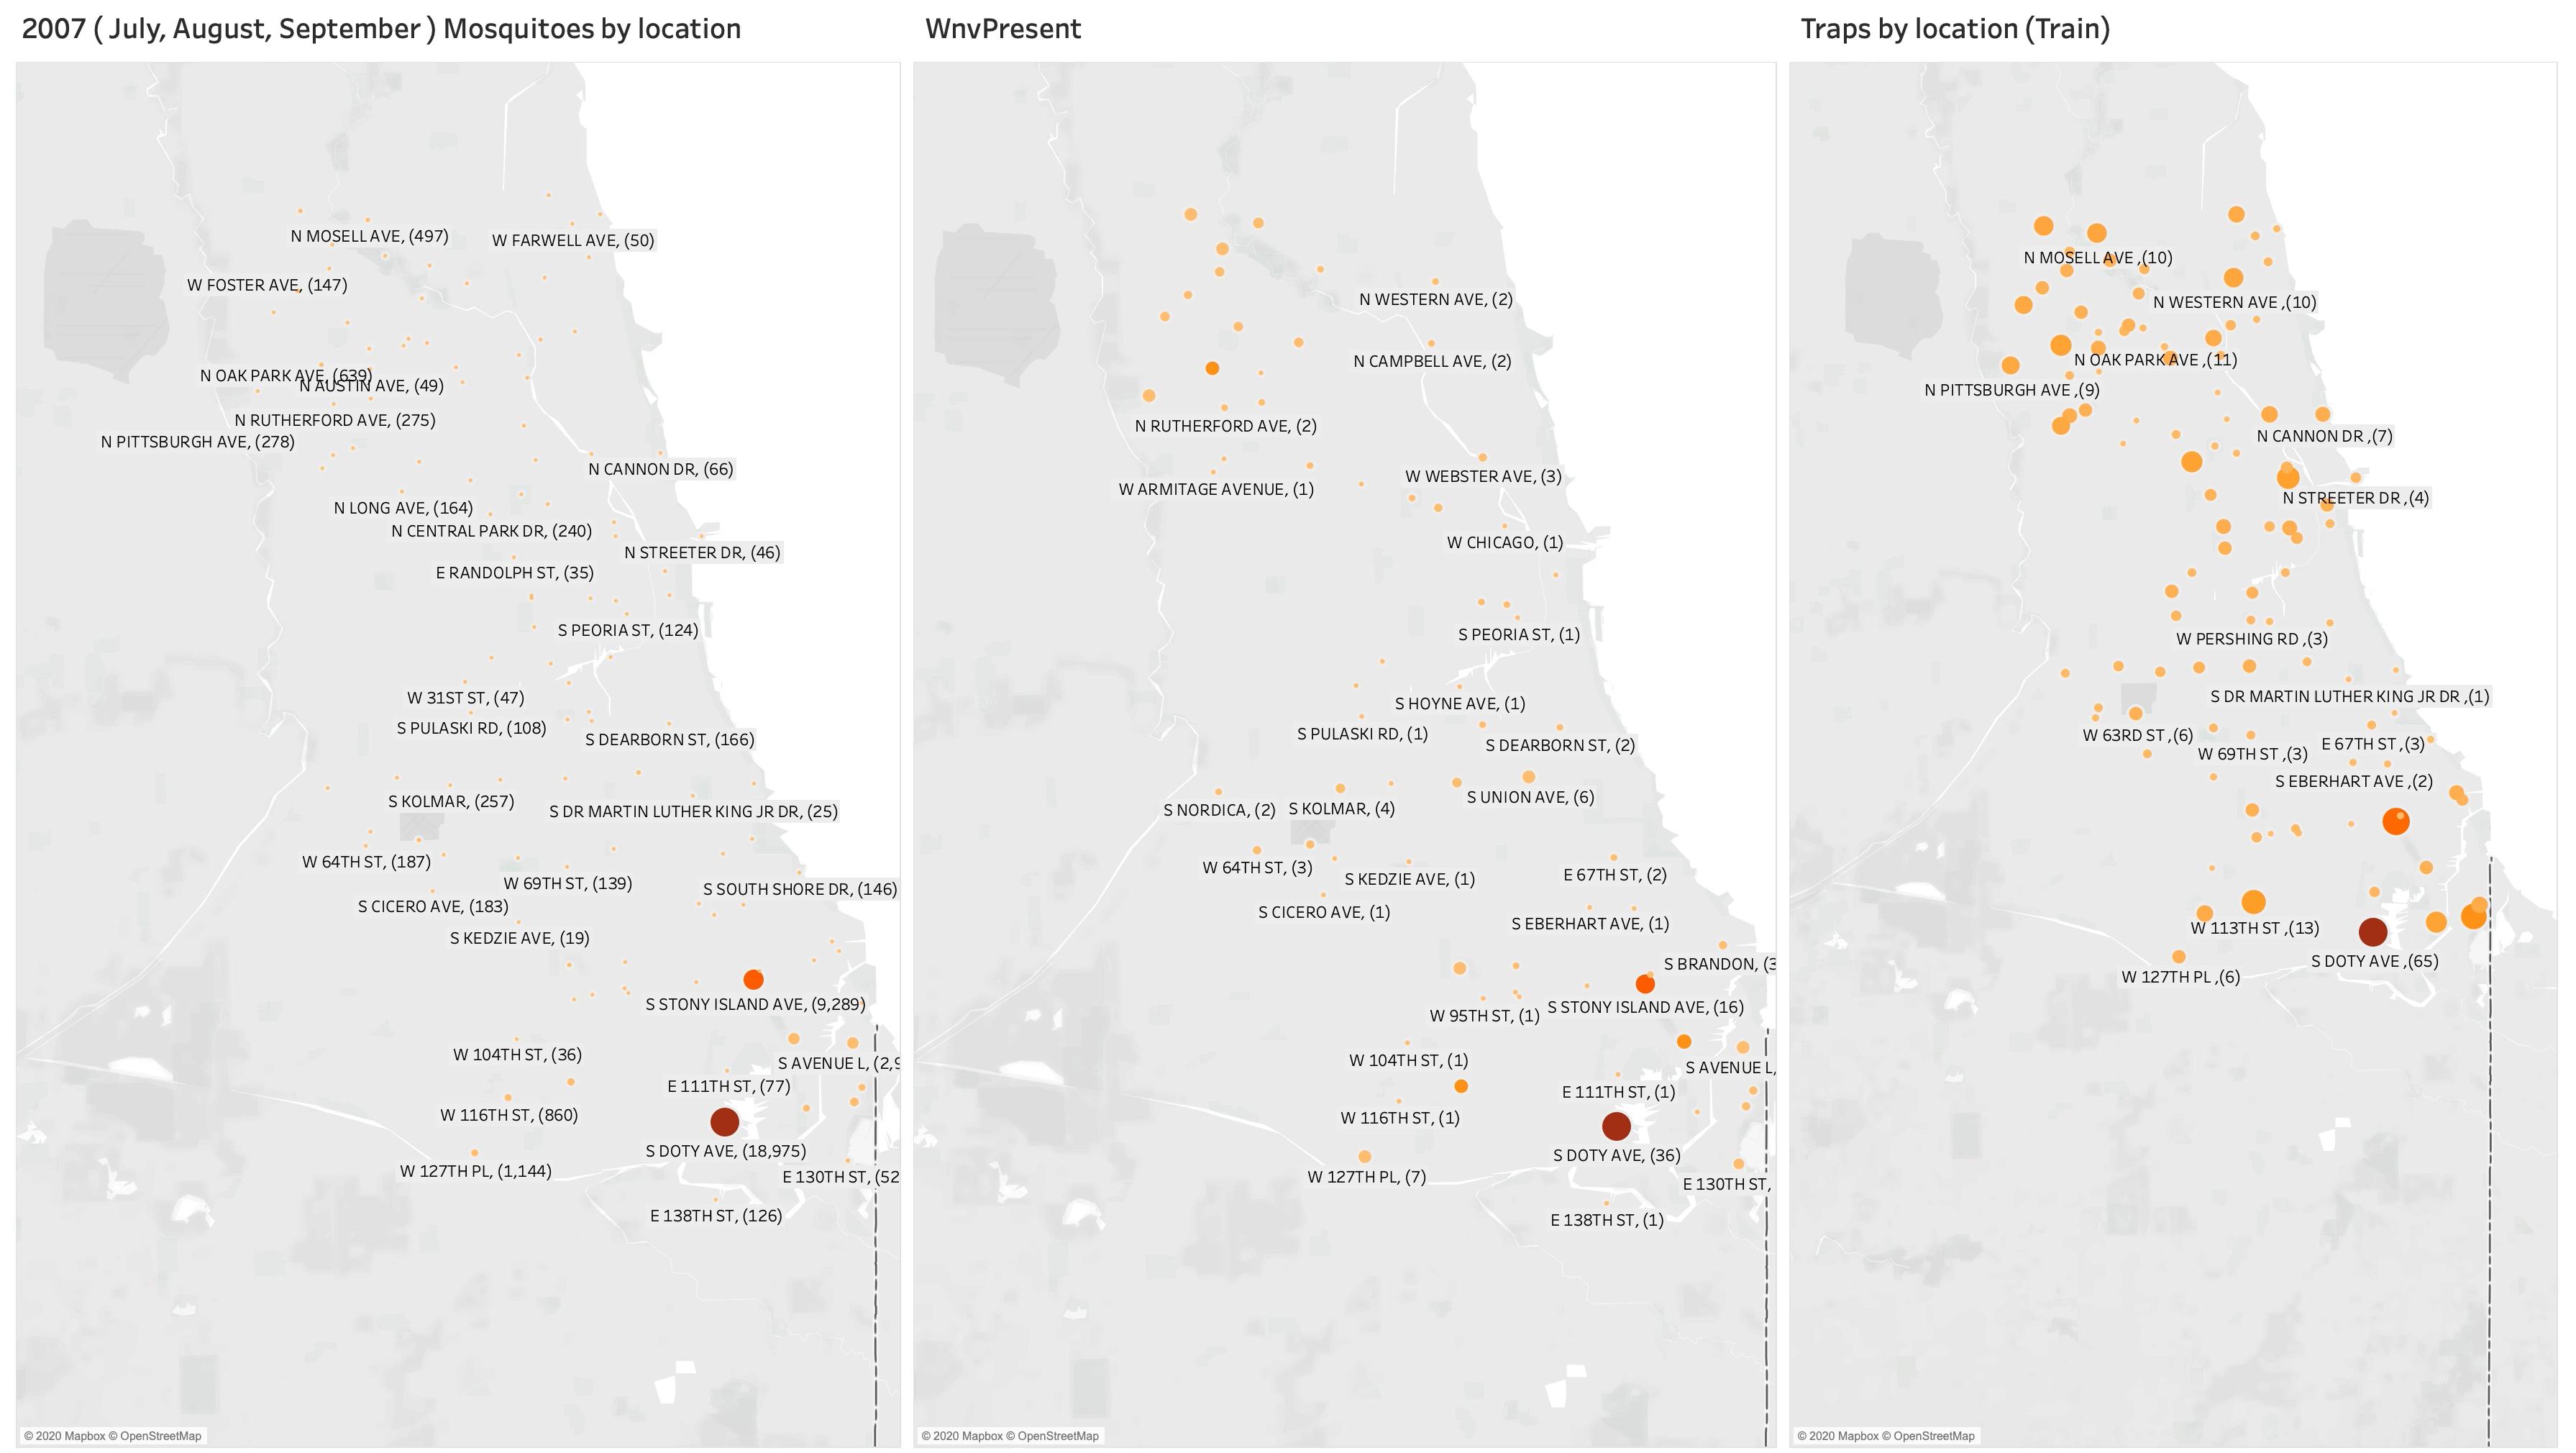 2007 ( July, August, September ) Mosquitoes by location
N MOSELL AVE, (497)
W FARWELL AVE, (50)
W FOSTER AVE, (147)
N OAK PARK AVE, (639)
N AUSTIN AVE, (49)
N RUTHERFORD AVE, (275)
N PITTSBURGH AVE, (278)
N CANNON DR, (66)
N LONG AVE, (164)
N CENTRAL PARK DR, (240)
N STREETER DR, (46)
E RANDOLPH ST, (35)
S PEORIA ST, (124)
W 31ST ST, (47)
S PULASKI RD, (108)
S DEARBORN ST, (166)
S KOLMAR, (257)
S DR MARTIN LUTHER KING JR DR, (25)
W 64TH ST, (187)
W 69TH ST, (139)
S SOUTH SHORE DR, (146)
S CICERO AVE, (183)
S KEDZIE AVE, (19)
S STONY ISLAND AVE, (9,289)
W 104TH ST, (36)
S AVENUE L, (2,9
E 111TH ST, (77)
W 116TH ST, (860)
S DOTY AVE, (18,975)
W 127TH PL, (1,144)
E 130TH ST, (52
E 138TH ST, (126)
© 2020 Mapbox © OpenStreetMap
WnvPresent
N WESTERN AVE, (2)
N CAMPBELL AVE, (2)
N RUTHERFORD AVE, (2)
W WEBSTER AVE, (3)
W ARMITAGE AVENUE, (1)
W CHICAGO, (1)
S PEORIA ST, (1)
S HOYNE AVE, (1)
S PULASKI RD, (1)
S DEARBORN ST, (2)
S UNION AVE, (6)
S NORDICA, (2)
S KOLMAR, (4)
W 64TH ST, (3)
S KEDZIE AVE, (1)
E 67TH ST, (2)
S CICERO AVE, (1)
S EBERHART AVE, (1)
S BRANDON, (3
S STONY ISLAND AVE, (16)
W 95TH ST, (1)
W 104TH ST, (1)
S AVENUE L,
E 111TH ST, (1)
W 116TH ST, (1)
S DOTY AVE, (36)
W 127TH PL, (7)
E 130TH ST,
E 138TH ST, (1)
© 2020 Mapbox © OpenStreetMap
Traps by location (Train)
N MOSELL AVE ,(10)
N WESTERN AVE ,(10)
N OAK PARK AVE ,(11)
N PITTSBURGH AVE ,(9)
N CANNON DR ,(7)
N STREETER DR ,(4)
W PERSHING RD ,(3)
S DR MARTIN LUTHER KING JR DR ,(1)
W 63RD ST ,(6)
E 67TH ST ,(3)
W 69TH ST ,(3)
S EBERHART AVE ,(2)
W 113TH ST ,(13)
S DOTY AVE ,(65)
W 127TH PL ,(6)
© 2020 Mapbox © OpenStreetMap